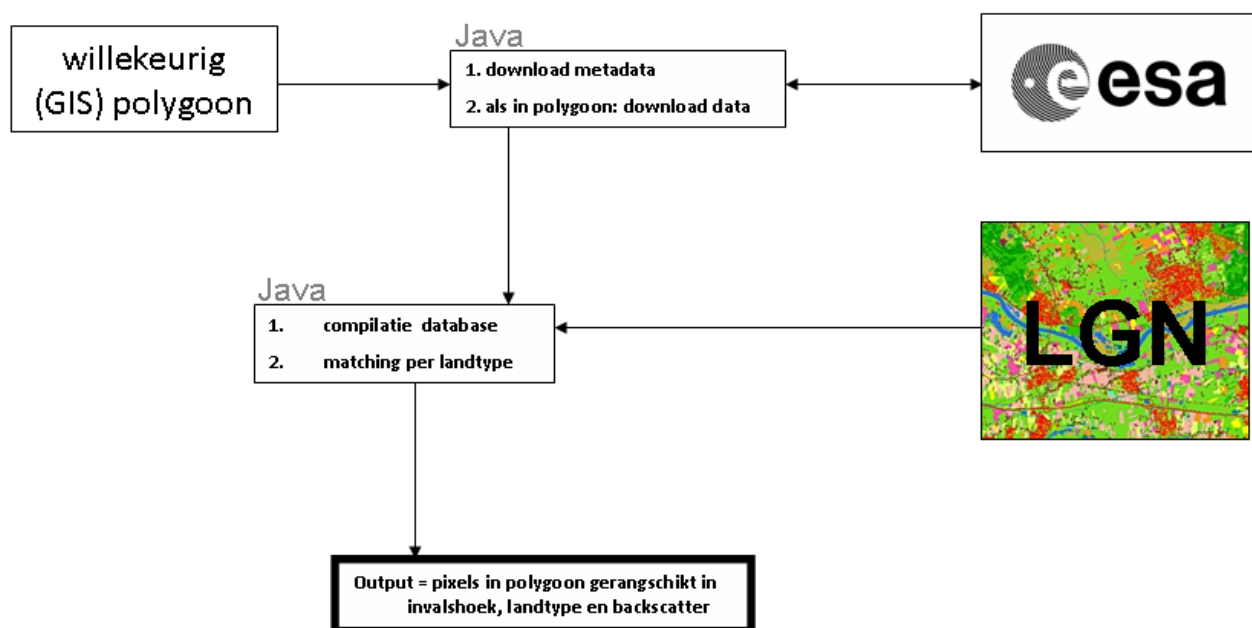 willekeurig
(GIS) polygoon
Java
1. download metadata
2. als in polygoon: download data
esa
Java
1. compilatie database
2. matching per landtype
LGN
Output = pixels in polygoon gerangschikt in
invalshoek, landtype en backscatter